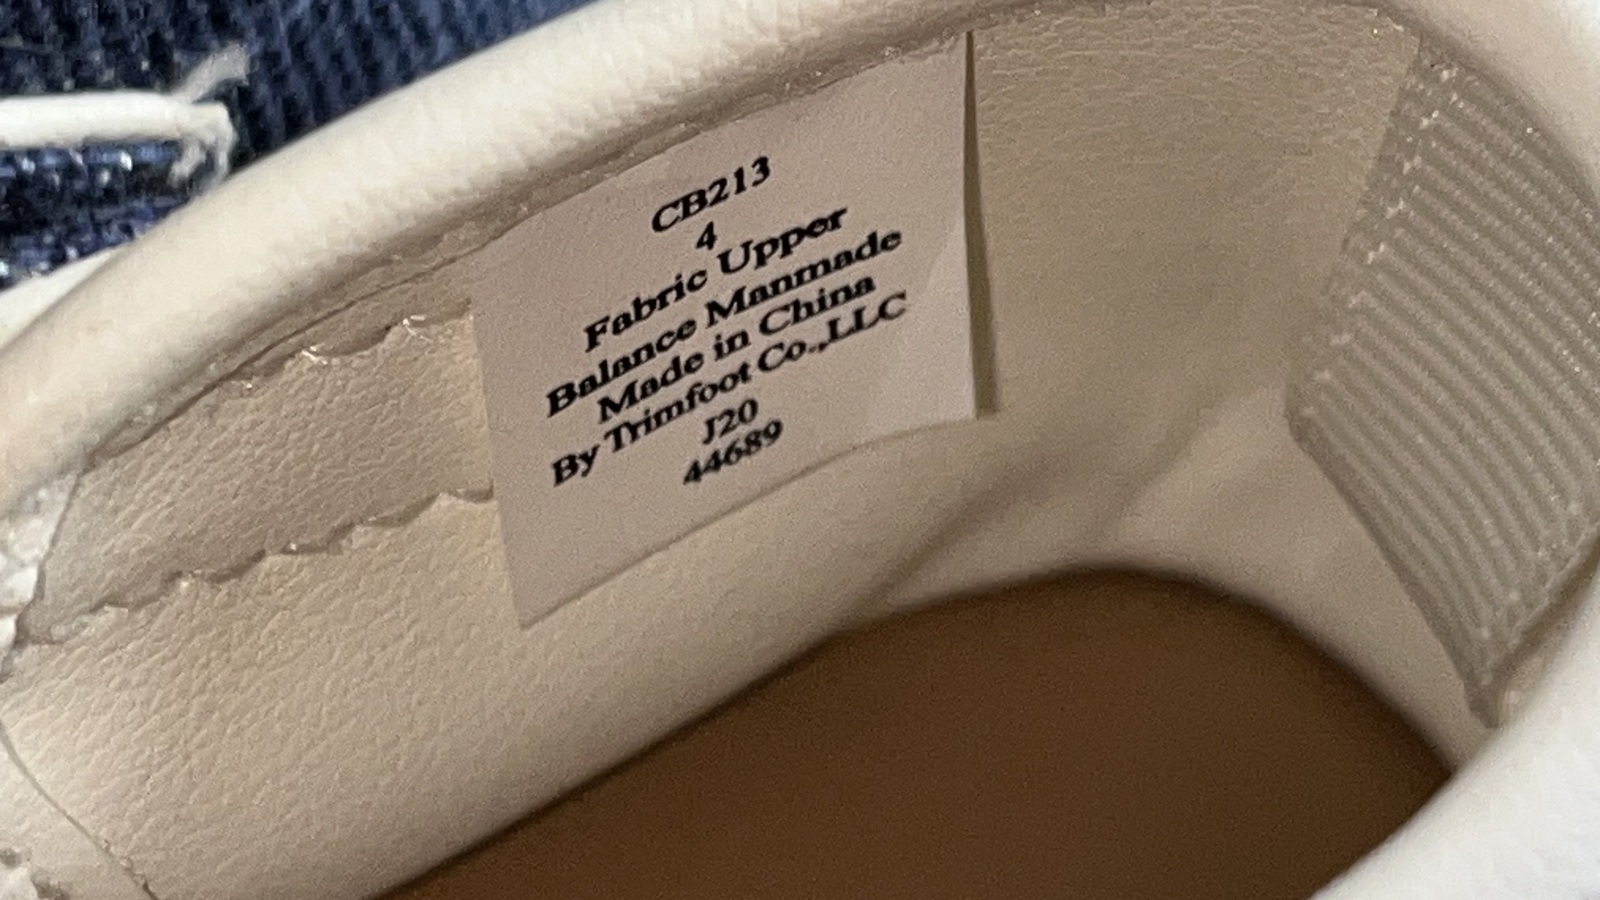 CB213
4
Fabric Upper
Balance Manmade
Made in China
By Trimfoot Co.,LLC
J20
44689